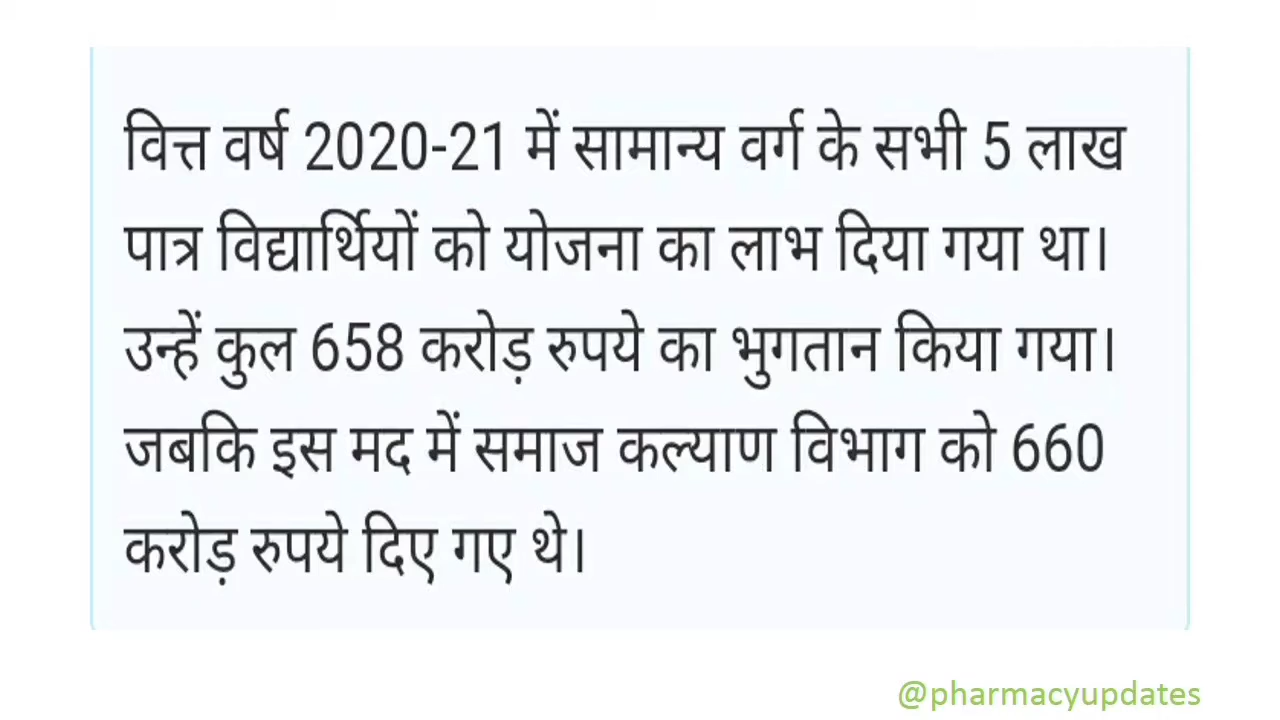 वित्त वर्ष 2020-21 में सामान्य वर्ग के सभी 5 लाख
पात्र विद्यार्थियों को योजना का लाभ दिया गया था।
उन्हें कुल 658 करोड़ रुपये का भुगतान किया गया।
जबकि इस मद में समाज कल्याण विभाग को 660
करोड़ रुपये दिए गए थे।
@pharmacyupdates